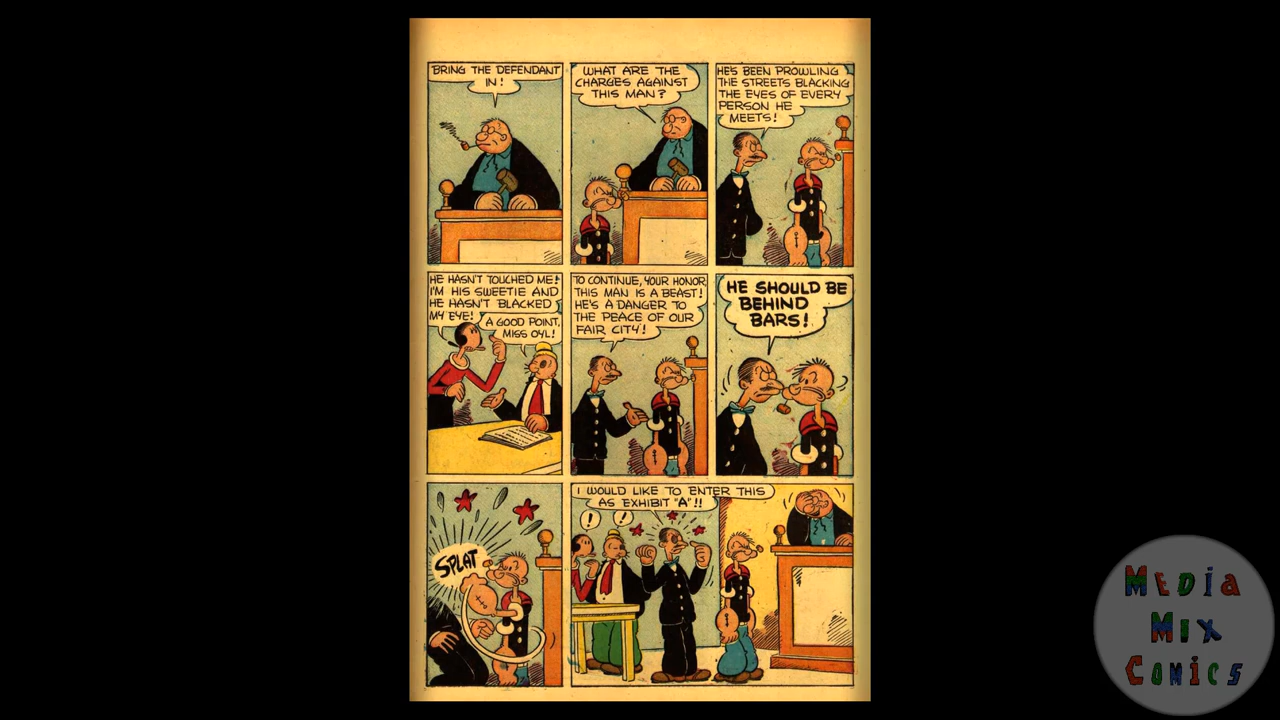 BRING THE DEFENDANT
IN!
WHAT ARE THE
CHARGES AGAINST
THIS MAN?
HE'S BEEN PROWLING
THE STREETS BLACKING
THE EYES OF EVERY
PERSON HE
MEETS!
HE HASN'T TOUCHED ME!
I'M HIS SWEETIE AND
HE HASN'T BLACKED
MY EYE!
A GOOD POINT,
MISS OYL!
TO CONTINUE, YOUR HONOR,
THIS MAN IS A BEAST!
HE'S A DANGER TO
THE PEACE OF OUR
FAIR CITY!
HE SHOULD BE
BEHIND
BARS!
SPLAT
I WOULD LIKE TO ENTER THIS
AS EXHIBIT "A"!!
!
!
MEDiA
MiX
COMiCS